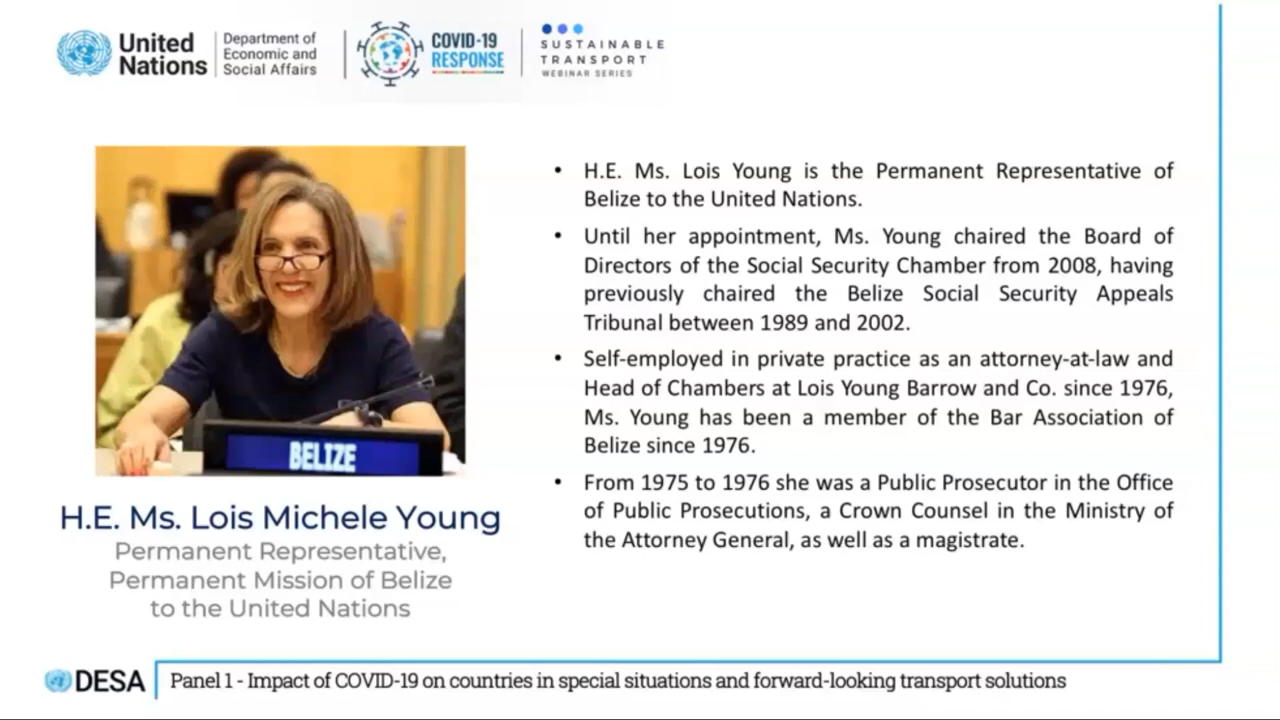 United Nations
Department of Economic and Social Affairs
COVID-19 RESPONSE
SUSTAINABLE TRANSPORT
WEBINAR SERIES
BELIZE
H.E. Ms. Lois Michele Young
Permanent Representative,
Permanent Mission of Belize
to the United Nations
• H.E. Ms. Lois Young is the Permanent Representative of
Belize to the United Nations.
• Until her appointment, Ms. Young chaired the Board of
Directors of the Social Security Chamber from 2008, having
previously chaired the Belize Social Security Appeals
Tribunal between 1989 and 2002.
• Self-employed in private practice as an attorney-at-law and
Head of Chambers at Lois Young Barrow and Co. since 1976,
Ms. Young has been a member of the Bar Association of
Belize since 1976.
• From 1975 to 1976 she was a Public Prosecutor in the Office
of Public Prosecutions, a Crown Counsel in the Ministry of
the Attorney General, as well as a magistrate.
DESA
Panel 1 - Impact of COVID-19 on countries in special situations and forward-looking transport solutions